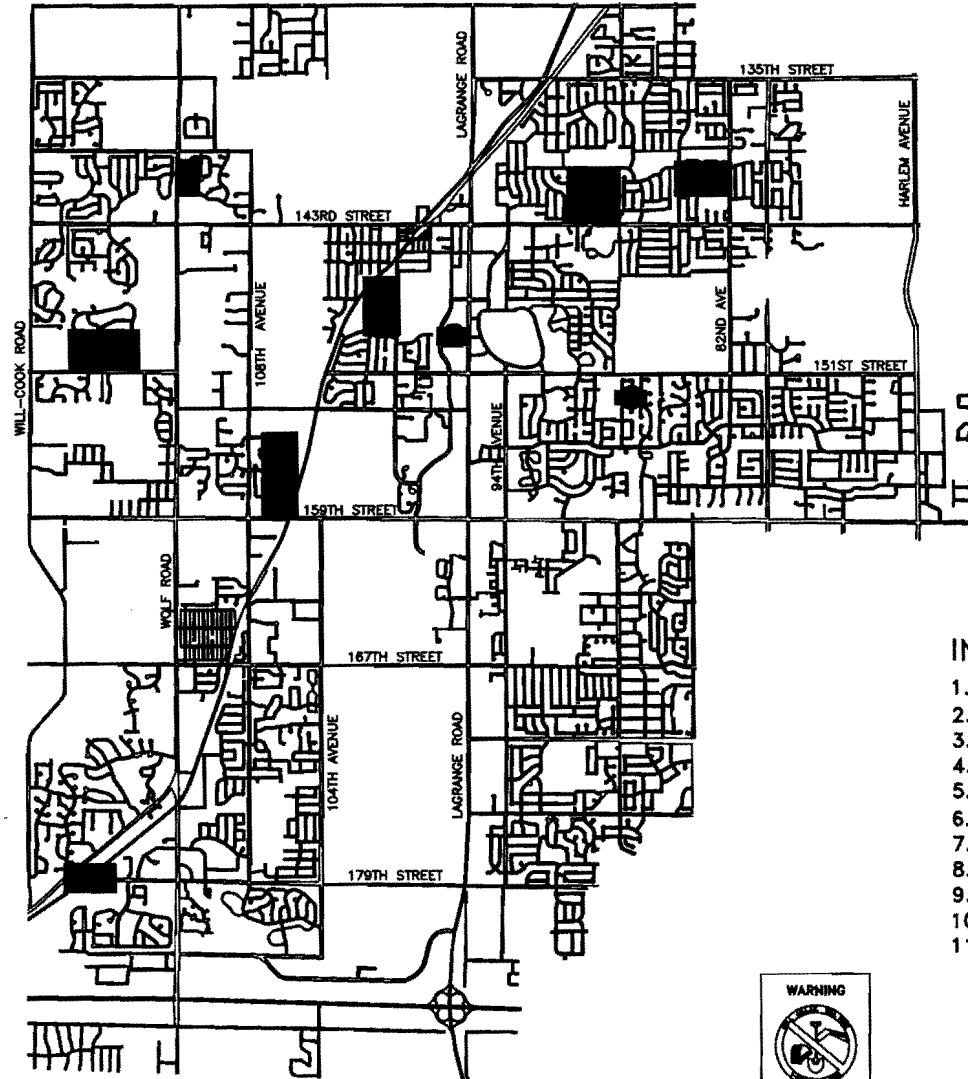 LAGRANGE ROAD
135TH STREET
HARLEM AVENUE
143RD STREET
108TH AVENUE
82ND AVE
WILL-COOK ROAD
151ST STREET
94TH AVENUE
159TH STREET
WOLF ROAD
167TH STREET
104TH AVENUE
LAGRANGE ROAD
179TH STREET
1.
2.
3.
4.
5.
6.
7.
8.
9.
WARNING